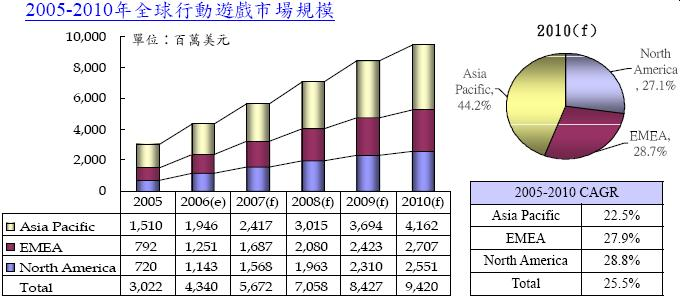 2005-2010年全球行動遊戲市場規模
單位：百萬美元
10,000
8,000
6,000
4,000
2,000
0
2005 2006(e) 2007(f) 2008(f) 2009(f) 2010(f)
Asia Pacific 1,510 1,946 2,417 3,015 3,694 4,162
EMEA 792 1,251 1,687 2,080 2,423 2,707
North America 720 1,143 1,568 1,963 2,310 2,551
Total 3,022 4,340 5,672 7,058 8,427 9,420
2010(f)
North
America
, 27.1%
Asia
Pacific,
44.2%
EMEA,
28.7%
2005-2010 CAGR
Asia Pacific 22.5%
EMEA 27.9%
North America 28.8%
Total 25.5%